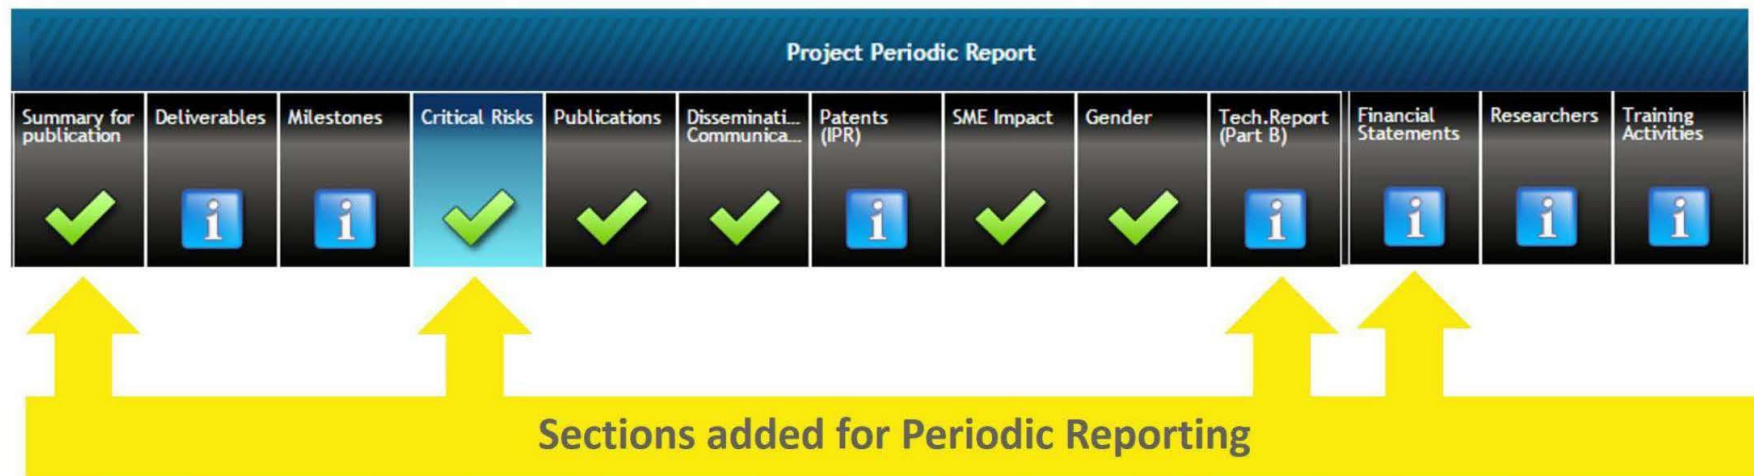 Project Periodic Report
Summary for
publication
Deliverables
Milestones
Critical Risks
Publications
Disseminati...
Communica...
Patents
(IPR)
SME Impact
Gender
Tech.Report
(Part B)
Financial
Statements
Researchers
Training
Activities
Sections added for Periodic Reporting